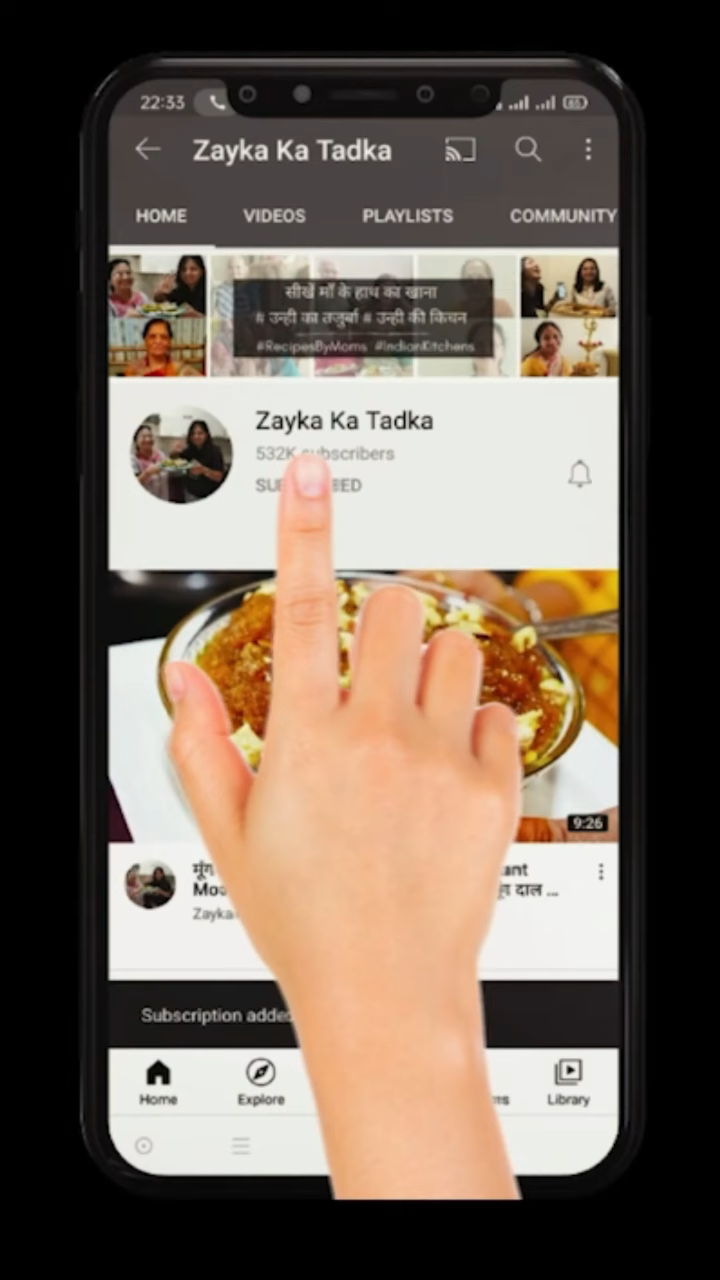 22:33
Zayka Ka Tadka
HOME VIDEOS PLAYLISTS COMMUNITY
सीखें माँ के हाथ का खाना
# उन्ही का तजुर्बा # उन्ही की किचन
#RecipesByMoms #IndianKitchens
Zayka Ka Tadka
532K subscribers
9:26
Subscription added
Home Explore Library